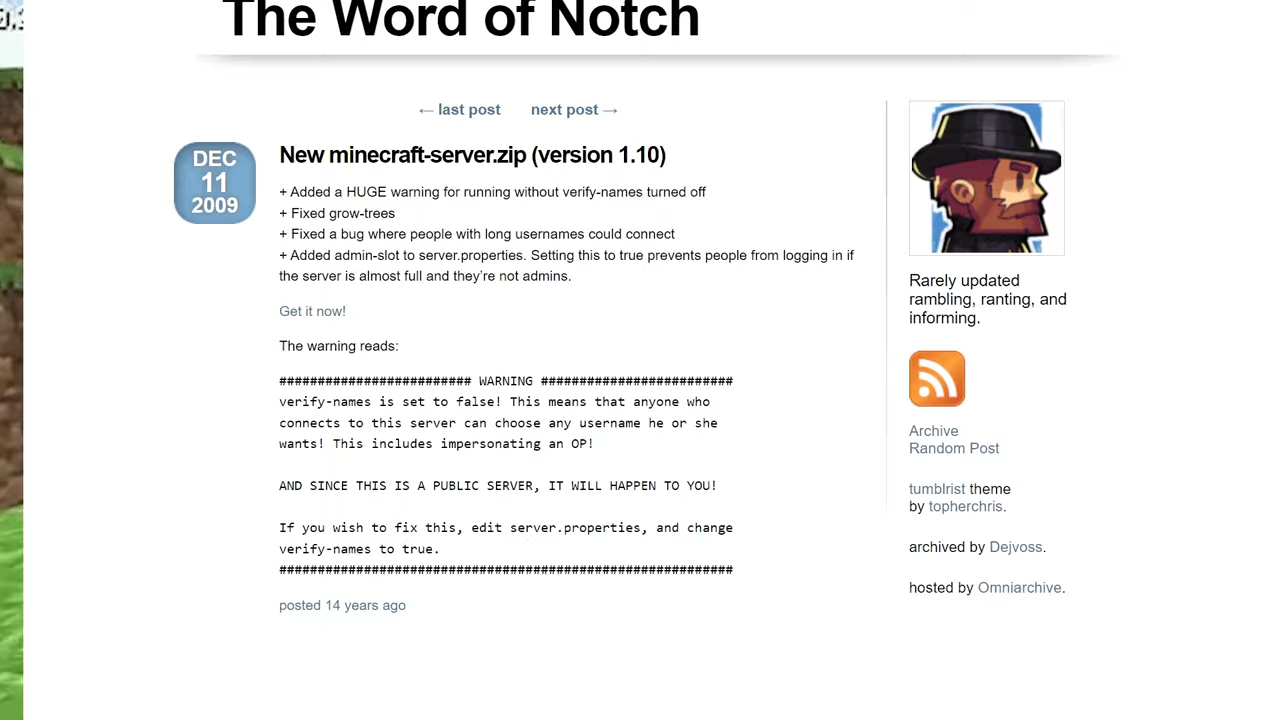 The Word of Notch
← last post next post →
DEC
11
2009
New minecraft-server.zip (version 1.10)
+ Added a HUGE warning for running without verify-names turned off
+ Fixed grow-trees
+ Fixed a bug where people with long usernames could connect
+ Added admin-slot to server.properties. Setting this to true prevents people from logging in if
the server is almost full and they’re not admins.
Get it now!
The warning reads:
######################### WARNING #########################
verify-names is set to false! This means that anyone who
connects to this server can choose any username he or she
wants! This includes impersonating an OP!
AND SINCE THIS IS A PUBLIC SERVER, IT WILL HAPPEN TO YOU!
If you wish to fix this, edit server.properties, and change
verify-names to true.
###########################################################
posted 14 years ago
Rarely updated
rambling, ranting, and
informing.
Archive
Random Post
tumblrist theme
by topherchris.
archived by Dejvoss.
hosted by Omniarchive.